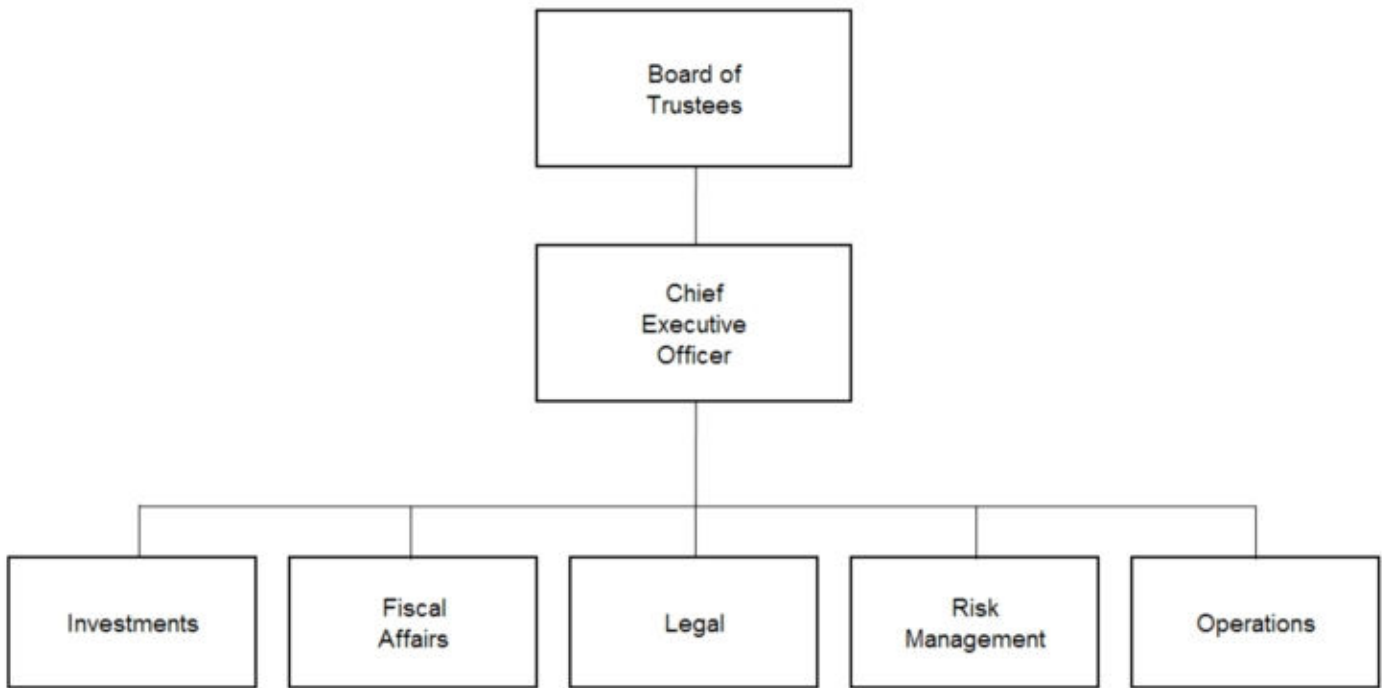 Board of
Trustees
Chief
Executive
Officer
Investments
Fiscal
Affairs
Legal
Risk
Management
Operations